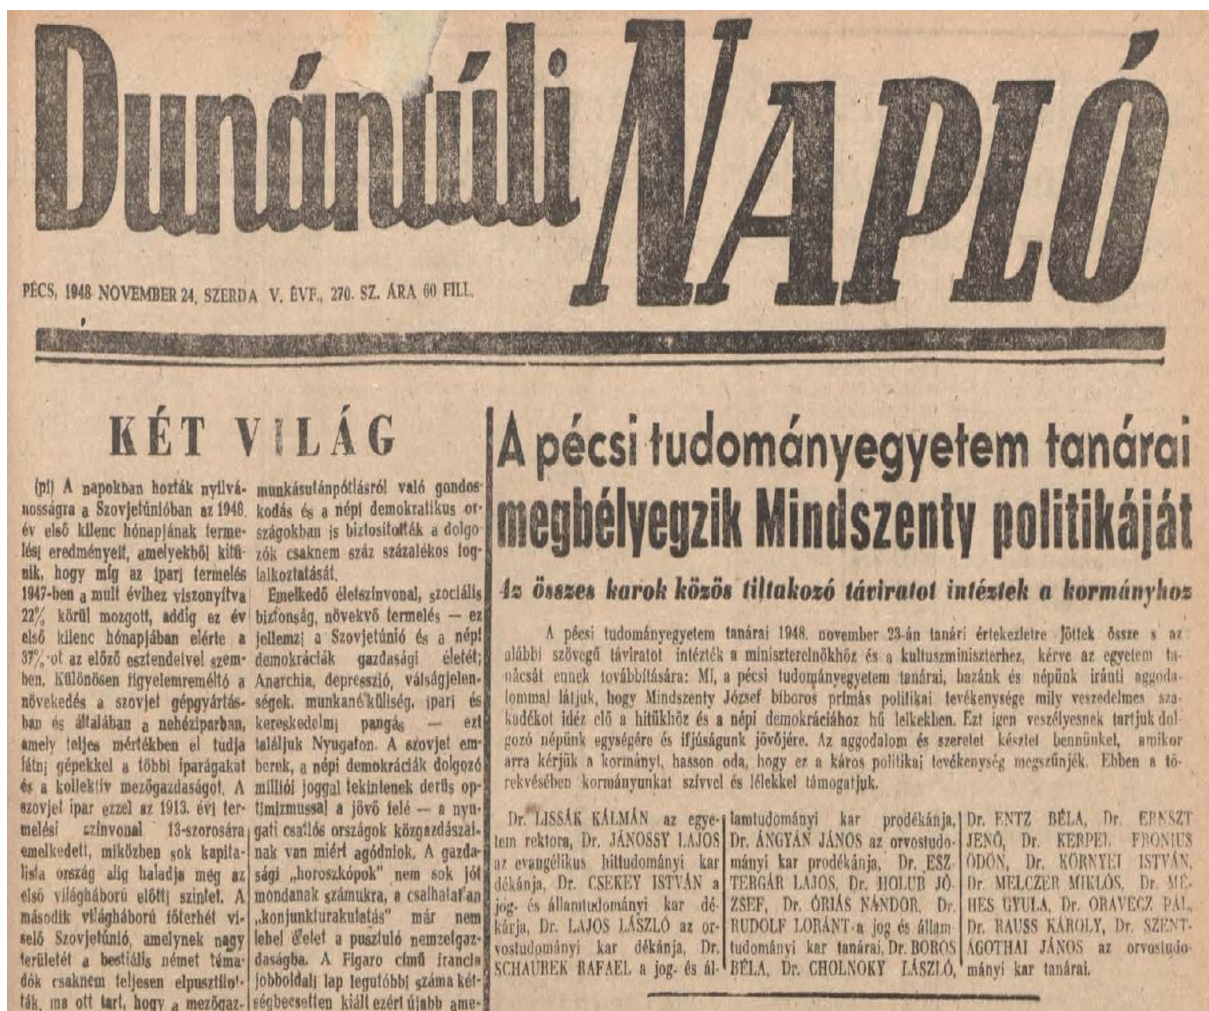 Dunántúli NAPLÓ
PÉCS, 1948 NOVEMBER 24, SZERDA V. ÉVF., 270. SZ. ÁRA 60 FILL.
KÉT VILÁG
(pl) A napokban hozták nyilvá-
nosságra a Szovjetúnióban az 1948.
év első kilenc hónapjának terme-
lési eredményeit, amelyekből kitű-
nik, hogy míg az ipari termelés
1947-ben a mult évihez viszonyítva
22% körül mozgott, addig ez év
első kilenc hónapjában elérte a
37%-ot az előző esztendeivel szem-
ben. Különösen figyelemreméltó a
növekedés a szovjet gépgyártás-
ban és általában a nehéziparban,
amely teljes mértékben el tudja
látni gépekkel a többi iparágakat
és a kollektív mezőgazdaságot. A
szovjet ipar ezzel az 1913. évi ter-
melési színvonal 13-szorosára
emelkedett, miközben sok kapita-
lista ország alig haladja meg az
első világháború előtti szintet. A
második világháború főterhét vi-
selő Szovjetúnió, amelynek nagy
területét a bestiális német táma-
dók csaknem teljesen elpusztítot-
ták, ma ott tart, hogy a mezőgaz-
munkásutánpótlásról való gondos-
kodás és a népi demokratikus or-
szágokban is biztosították a dolgo-
zók csaknem száz százalékos fog-
lalkoztatását.
Emelkedő életszínvonal, szociális
biztonság, növekvő termelés — ez
jellemzi a Szovjetúnió és a népi
demokráciák gazdasági életét;
Anarchia, depresszió, válságjelen-
ségek, munkanélküliség, ipari és
kereskedelmi pangás — ezt
találjuk Nyugaton. A szovjet em-
berek, a népi demokráciák dolgozó
milliói joggal tekintenek derűs op-
timizmussal a jövő felé — a nyu-
gati csatlós országok közgazdászai-
nak van miért agódniok. A gazda-
sági „horoszkópok" nem sok jót
mondanak számukra, a csalhatatlan
„konjunkturakutatás" már nem
lehel életet a pusztuló nemzetgaz-
daságba. A Figaro című francia
jobboldali lap legutóbbi száma két-
ségbeesetten kiált ezért újabb ame-
A pécsi tudományegyetem tanárai
megbélyegzik Mindszenty politikáját
Az összes karok közös tiltakozó táviratot intéztek a kormányhoz
A pécsi tudományegyetem tanárai 1948. november 23-án tanári értekezletre jöttek össze s az
alábbi szövegű táviratot intézték a miniszterelnökhöz és a kultuszminiszterhez, kérve az egyetem ta-
nácsát ennek továbbítására: Mi, a pécsi tudományegyetem tanárai, hazánk és népünk iránti aggoda-
lommal látjuk, hogy Mindszenty József bíboros prímás politikai tevékenysége mily veszedelmes sza-
kadékot idéz elő a hitükhöz és a népi demokráciához hű lelkekben. Ezt igen veszélyesnek tartjuk dol-
gozó népünk egységére és ifjúságunk jövőjére. Az aggodalom és szeretet késztet bennünket, amikor
arra kérjük a kormányt, hasson oda, hogy ez a káros politikai tevékenység megszűnjék. Ebben a tö-
rekvésében kormányunkat szívvel és lélekkel támogatjuk.
Dr. LISSÁK KÁLMÁN az egye-
tem rektora, Dr. JÁNOSSY LAJOS
az evangélikus hittudományi kar
dékánja, Dr. CSEKEY ISTVÁN a
jog- és államtudományi kar dé-
kánja, Dr. LAJOS LÁSZLÓ az or-
vostudományi kar dékánja, Dr.
SCHAUREK RAFAEL a jog- és ál-
lamtudományi kar prodékánja,
Dr. ÁNGYÁN JÁNOS az orvostudo-
mányi kar prodékánja, Dr. ESZ-
TERGÁR LAJOS, Dr. HOLUB JÓ-
ZSEF, Dr. ÓRIÁS NÁNDOR, Dr.
RUDOLF LORÁNT a jog és állam-
tudományi kar tanárai, Dr. BOROS
BÉLA, Dr. CHOLNOKY LÁSZLÓ,
Dr. ENTZ BÉLA, Dr. ERNSZT
JENŐ, Dr. KERPEL FRONIUS
ÖDÖN, Dr. KÖRNYEI ISTVÁN,
Dr. MELCZER MIKLÓS, Dr. MÉ-
HES GYULA, Dr. ORAVECZ PÁL,
Dr. RAUSS KÁROLY, Dr. SZENT-
ÁGOTHAI JÁNOS az orvostudo-
mányi kar tanárai.